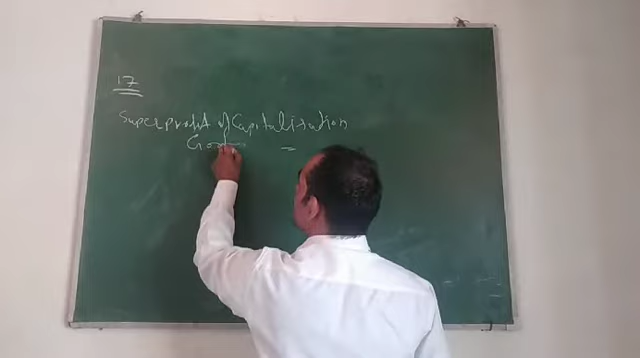 17
Superprofit of Capitalisation
=